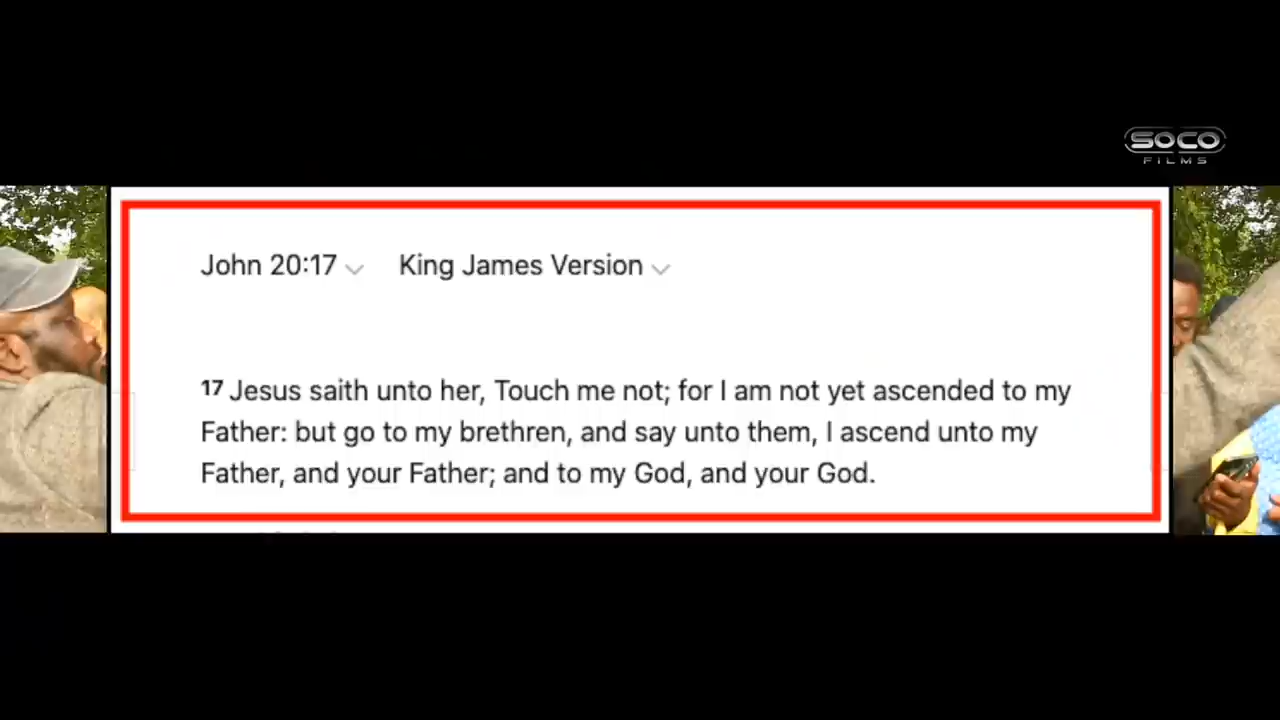 SOCO
FILMS
John 20:17 King James Version
17 Jesus saith unto her, Touch me not; for I am not yet ascended to my
Father: but go to my brethren, and say unto them, I ascend unto my
Father, and your Father; and to my God, and your God.